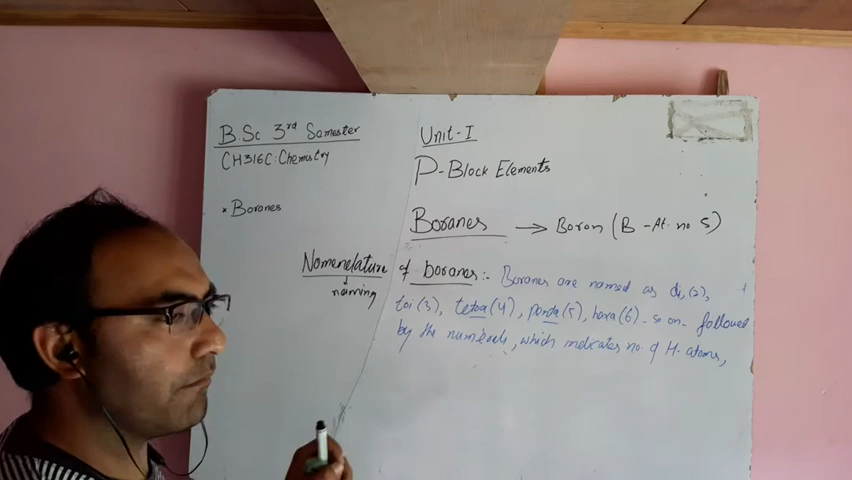 B.Sc 3rd Semester
CH316C: Chemistry
* Boranes
Unit-I
P-Block Elements
Boranes → Boron (B -At. no 5)
Nomenclature of boranes:- Boranes are named as di,(2),
naming
tri(3), tetra(4), penta(5), hexa(6) - so on - followed
by the numerals, which indicates no. of H-atoms,